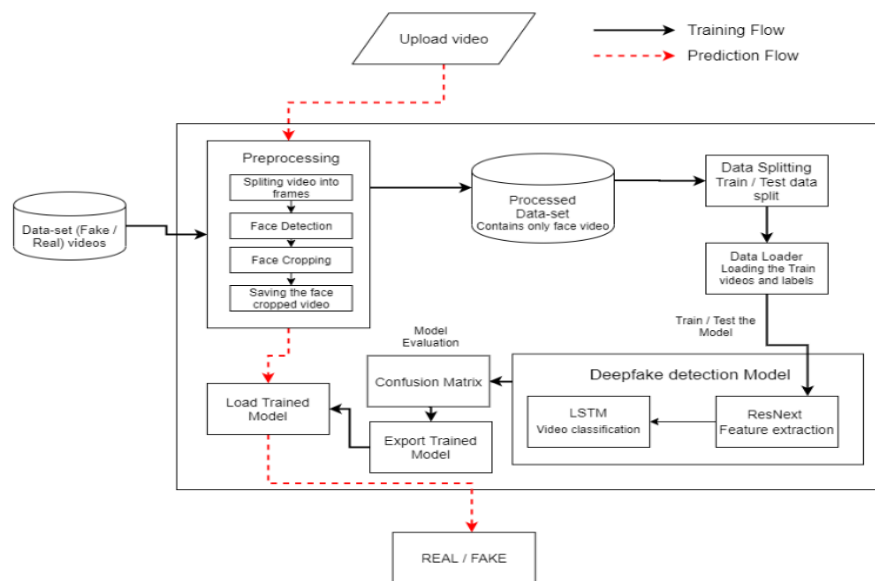 Upload video
Training Flow
Prediction Flow
Preprocessing
Spliting video into
frames
Face Detection
Face Cropping
Saving the face
cropped video
Data-set (Fake /
Real) videos
Processed
Data-set
Contains only face video
Data Splitting
Train / Test data
split
Data Loader
Loading the Train
videos and labels
Train / Test the
Model
Model
Evaluation
Confusion Matrix
Export Trained
Model
Load Trained
Model
Deepfake detection Model
LSTM
Video classification
ResNext
Feature extraction
REAL / FAKE